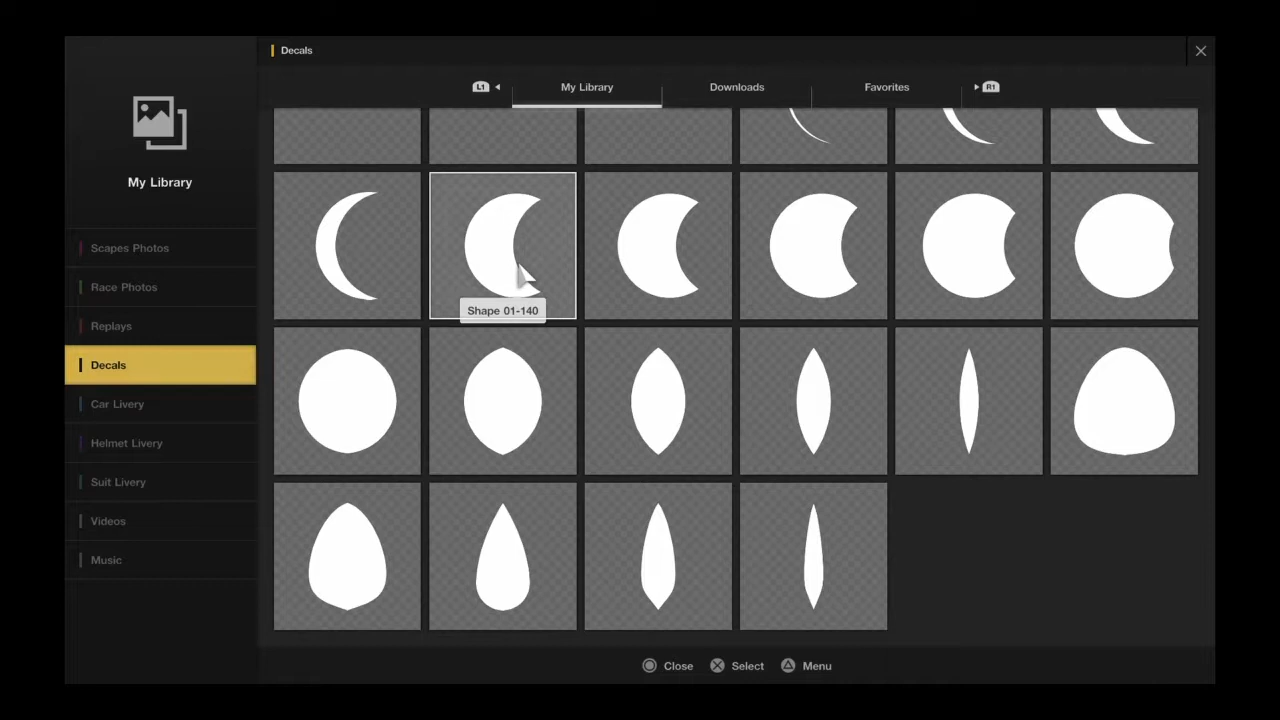 Decals
L1
My Library
Downloads
Favorites
R1
My Library
Scapes Photos
Race Photos
Replays
Decals
Car Livery
Helmet Livery
Suit Livery
Videos
Music
Shape 01-140
Close
Select
Menu